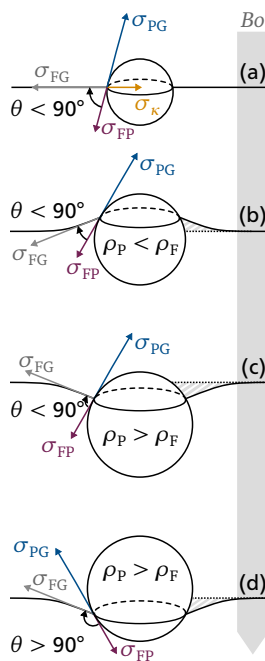 σPG
Bo
σFG
(a)
σκ
θ < 90°
σFP
θ < 90°
σPG
(b)
σFG
σFP
ρP < ρF
σPG
σFG
(c)
θ < 90°
σFP
ρP > ρF
σPG
ρP > ρF
σFG
(d)
θ > 90°
σFP